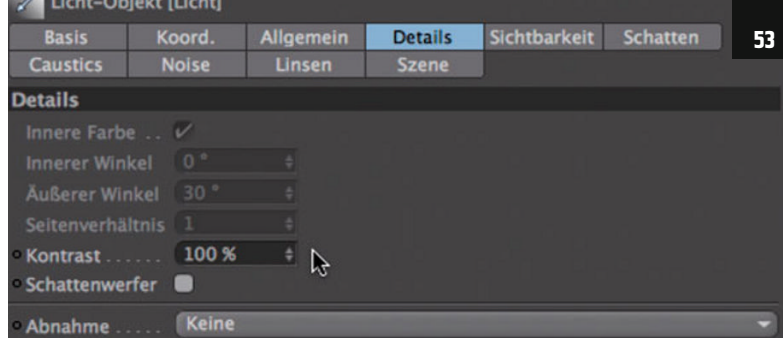 Licht-Objekt [Licht]
Basis Koord. Allgemein Details Sichtbarkeit Schatten
53
Caustics Noise Linsen Szene
Details
Innere Farbe . .
Innerer Winkel 0 °
Äußerer Winkel 30 °
Seitenverhältnis 1
Kontrast . . . . . . 100 %
Schattenwerfer
Abnahme . . . . . Keine